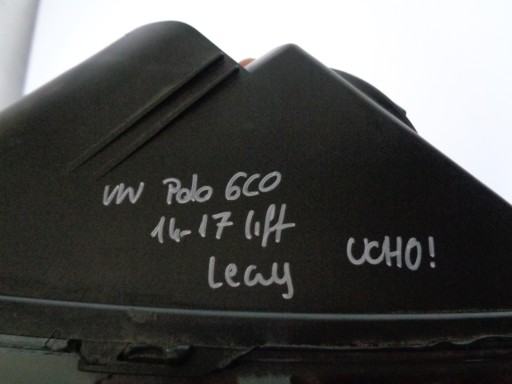 VW Polo 6C0
14-17 lift
Lewy
UCHO!